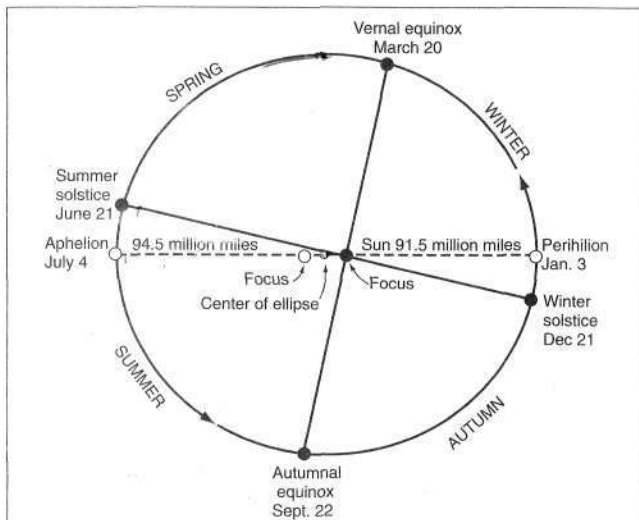 Vernal equinox
March 20
SPRING
WINTER
Summer
solstice
June 21
Aphelion
July 4
94.5 million miles
Sun 91.5 million miles
Perihilion
Jan. 3
Focus
Focus
Center of ellipse
Winter
solstice
Dec 21
SUMMER
AUTUMN
Autumnal
equinox
Sept. 22